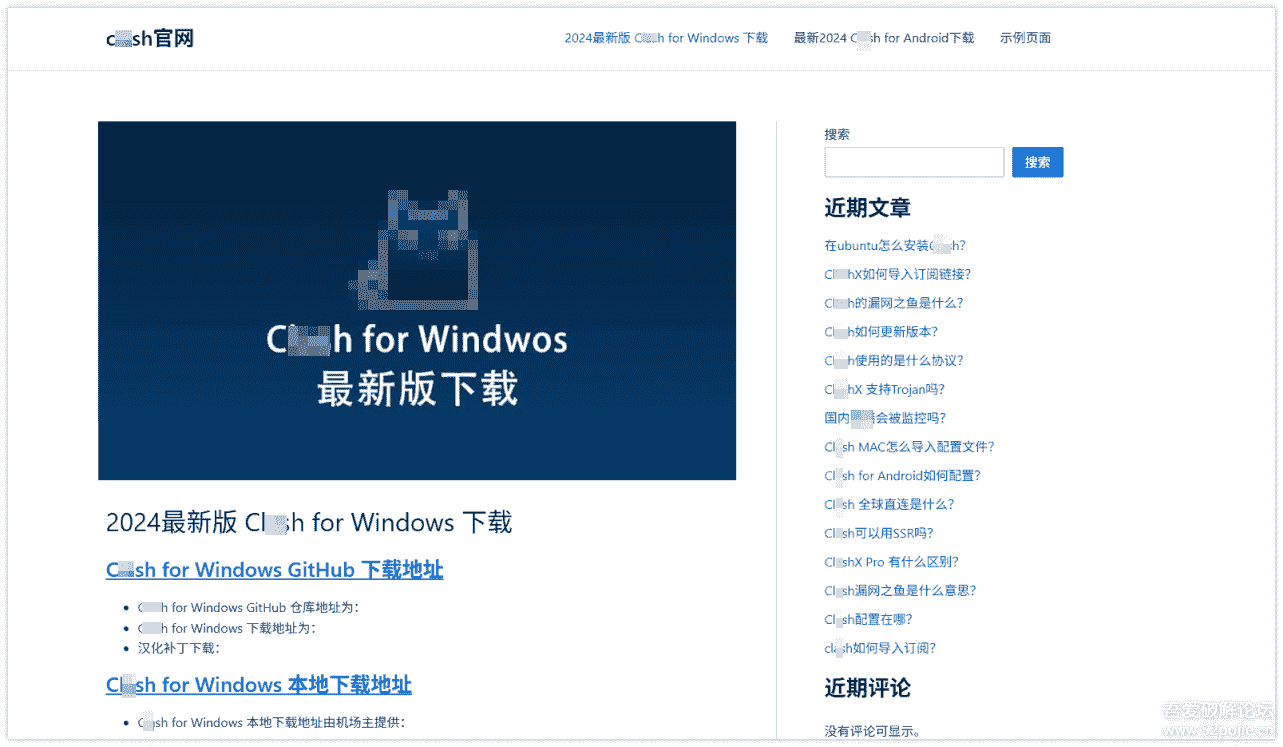 官网
2024最新版 for Windows 下载
最新2024 for Android下载
示例页面
for Windwos
最新版下载
2024最新版 for Windows 下载
for Windows GitHub 下载地址
for Windows GitHub 仓库地址为:
for Windows 下载地址为:
汉化补丁下载:
for Windows 本地下载地址
for Windows 本地下载地址由机场主提供:
搜索
搜索
近期文章
在ubuntu怎么安装?
如何导入订阅链接?
的漏网之鱼是什么?
如何更新版本?
使用的是什么协议?
支持Trojan吗?
国内会被监控吗?
MAC怎么导入配置文件?
for Android如何配置?
全球直连是什么?
可以用SSR吗?
Pro 有什么区别?
漏网之鱼是什么意思?
配置在哪?
如何导入订阅?
近期评论
没有评论可显示。
吾爱破解论坛
www.52pojie.cn